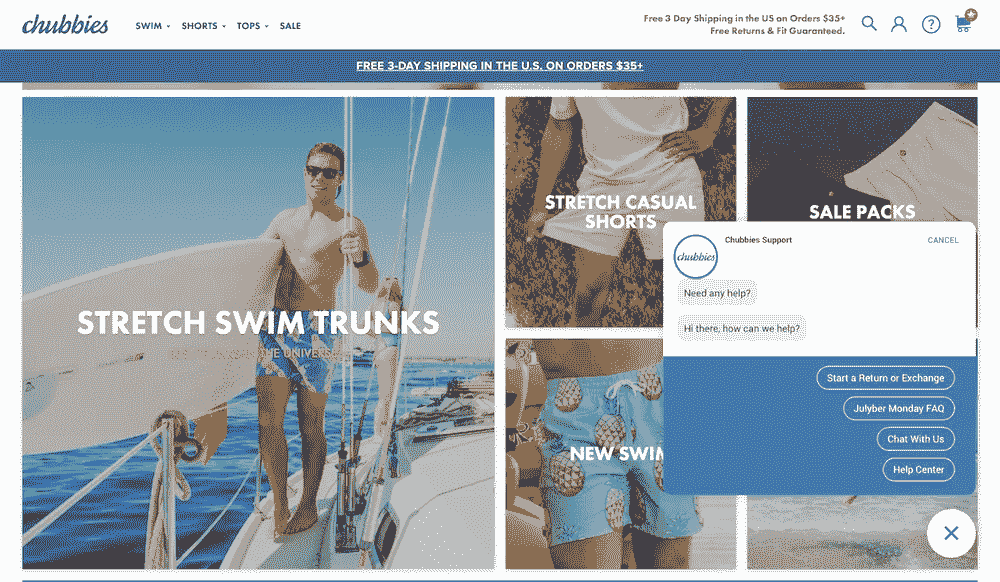 chubbies
SWIM
SHORTS
TOPS
SALE
Free 3 Day Shipping in the US on Orders $35+
Free Returns & Fit Guaranteed.
FREE 3-DAY SHIPPING IN THE U.S. ON ORDERS $35+
STRETCH SWIM TRUNKS
THE UNIVERSE
STRETCH CASUAL
SHORTS
SALE PACKS
NEW SWIM
chubbies
Chubbies Support
CANCEL
Need any help?
Hi there, how can we help?
Start a Return or Exchange
Julyber Monday FAQ
Chat With Us
Help Center